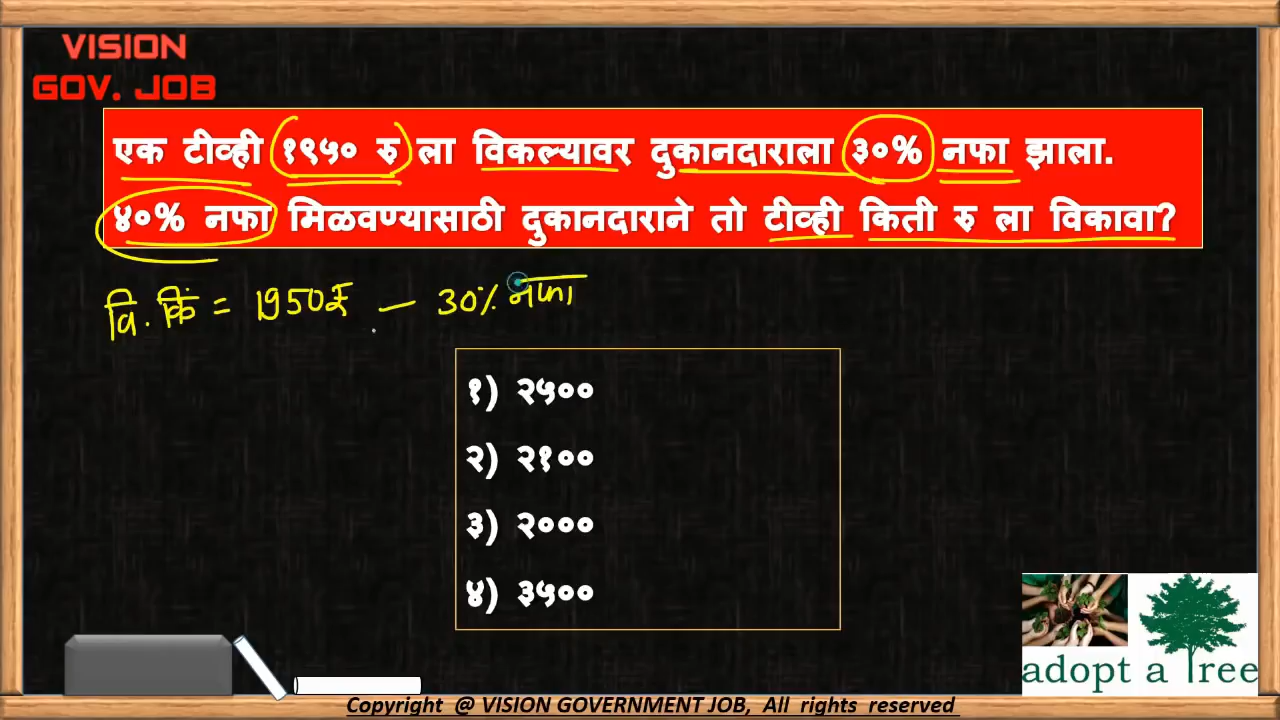 VISION
GOV. JOB
एक टीव्ही १९५० रु ला विकल्यावर दुकानदाराला ३०% नफा झाला.
४०% नफा मिळवण्यासाठी दुकानदाराने तो टीव्ही किती रु ला विकावा?
वि. किं = 1950₹ — 30% नफा
१) २५००
२) २१००
३) २०००
४) ३५००
adopt a Tree
Copyright @ VISION GOVERNMENT JOB, All rights reserved